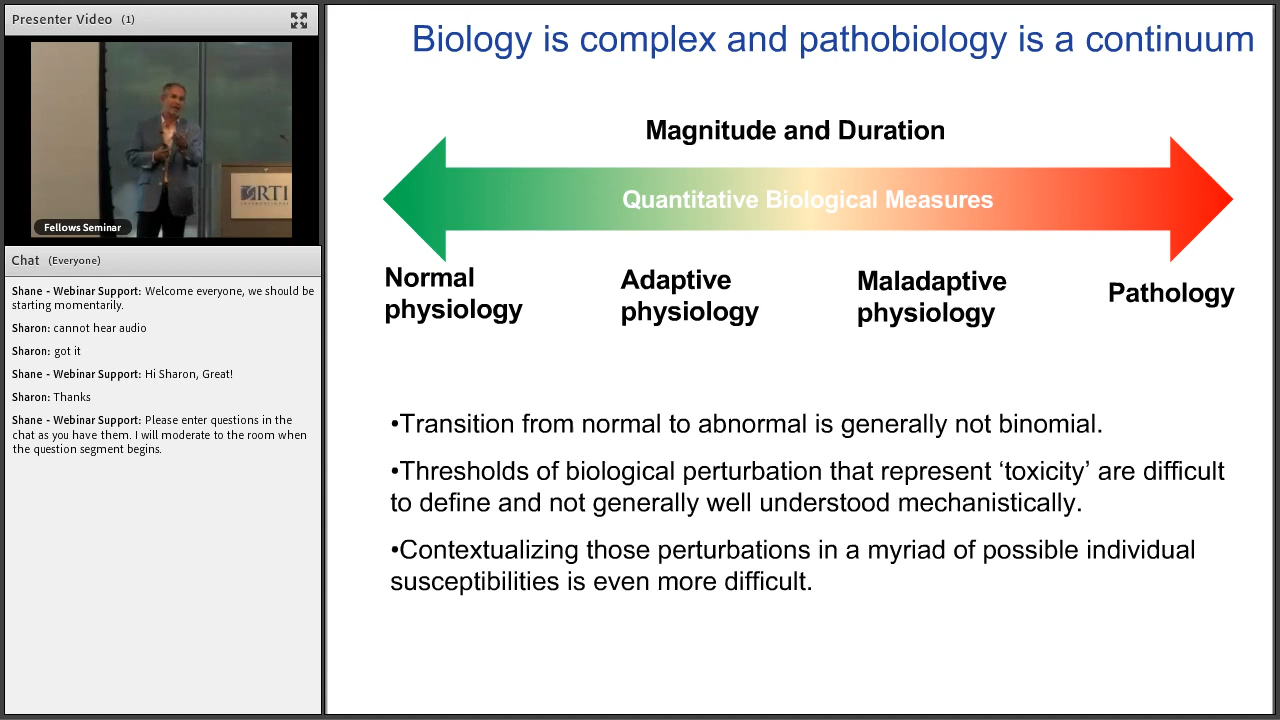 Presenter Video (1)
RTI
INTERNATIONAL
Fellows Seminar
Chat (Everyone)
Shane - Webinar Support: Welcome everyone, we should be
starting momentarily.
Sharon: cannot hear audio
Sharon: got it
Shane - Webinar Support: Hi Sharon, Great!
Sharon: Thanks
Shane - Webinar Support: Please enter questions in the
chat as you have them. I will moderate to the room when
the question segment begins.
Biology is complex and pathobiology is a continuum
Magnitude and Duration
Quantitative Biological Measures
Normal
physiology
Adaptive
physiology
Maladaptive
physiology
Pathology
•Transition from normal to abnormal is generally not binomial.
•Thresholds of biological perturbation that represent ‘toxicity’ are difficult
to define and not generally well understood mechanistically.
•Contextualizing those perturbations in a myriad of possible individual
susceptibilities is even more difficult.